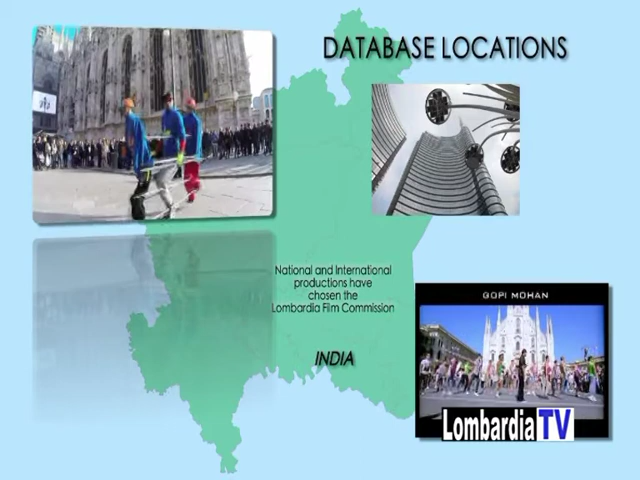 DATABASE LOCATIONS
National and International
productions have
chosen the
Lombardia Film Commission
INDIA
GOPI MOHAN
LombardiaTV